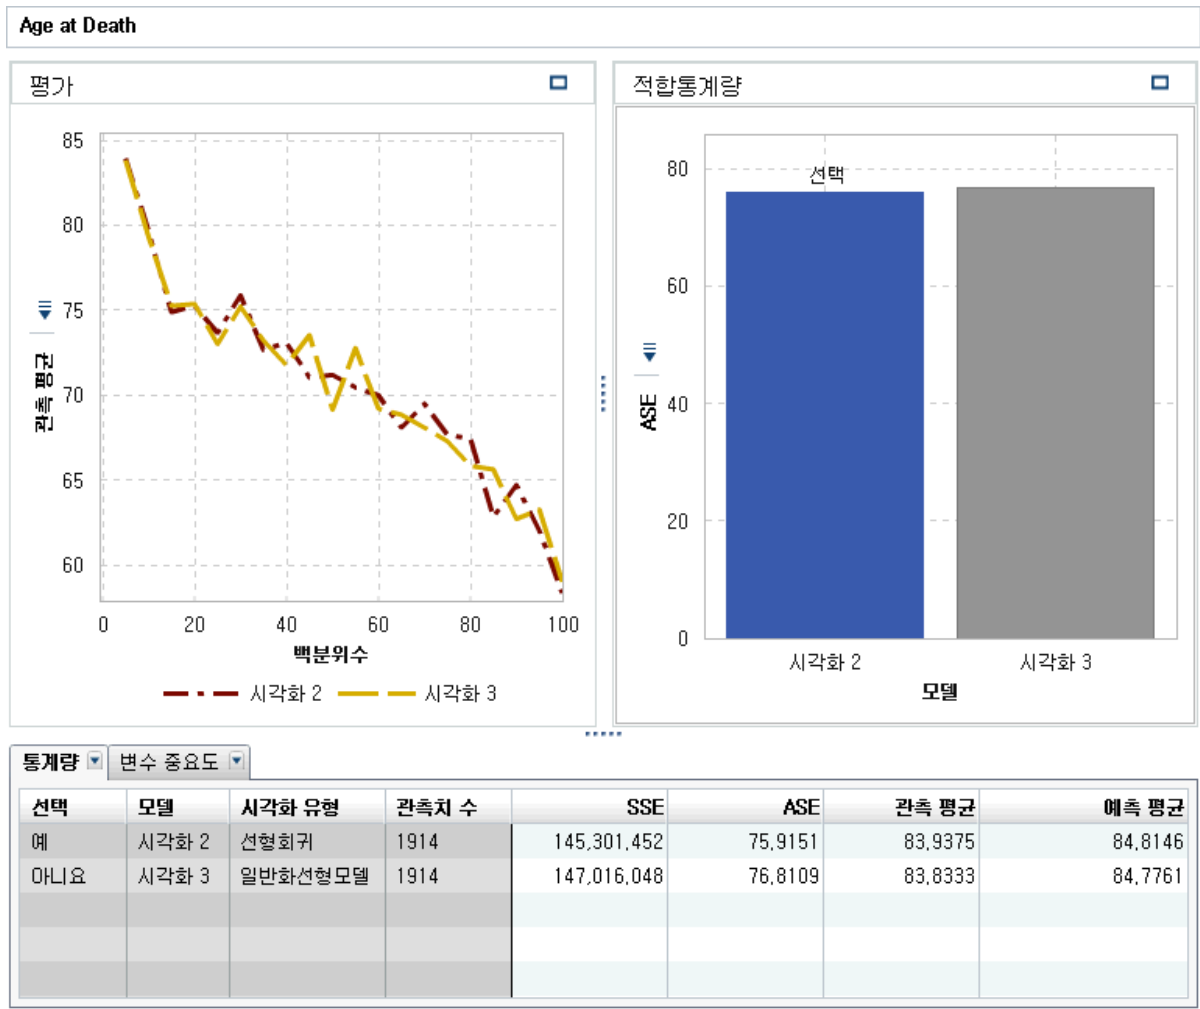 Age at Death
평가
85
80
75
70
65
60
관측 평균
0 20 40 60 80 100
백분위수
시각화 2 시각화 3
적합통계량
80
60
40
20
0
ASE
선택
시각화 2 시각화 3
모델
통계량 변수 중요도
선택 모델 시각화 유형 관측치 수 SSE ASE 관측 평균 예측 평균
예 시각화 2 선형회귀 1914 145,301,452 75,9151 83,9375 84,8146
아니요 시각화 3 일반화선형모델 1914 147,016,048 76,8109 83,8333 84,7761